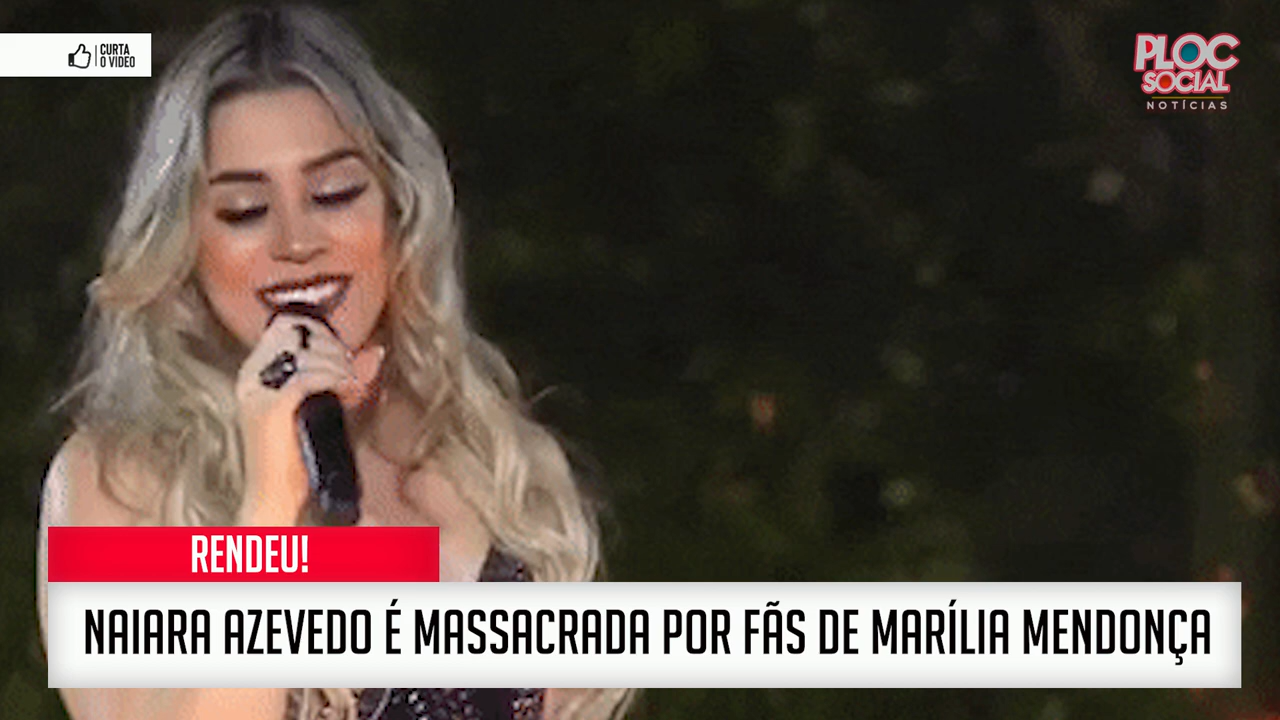 CURTA
O VIDEO
PLOC
SOCIAL
NOTÍCIAS
RENDEU!
NAIARA AZEVEDO É MASSACRADA POR FÃS DE MARÍLIA MENDONÇA